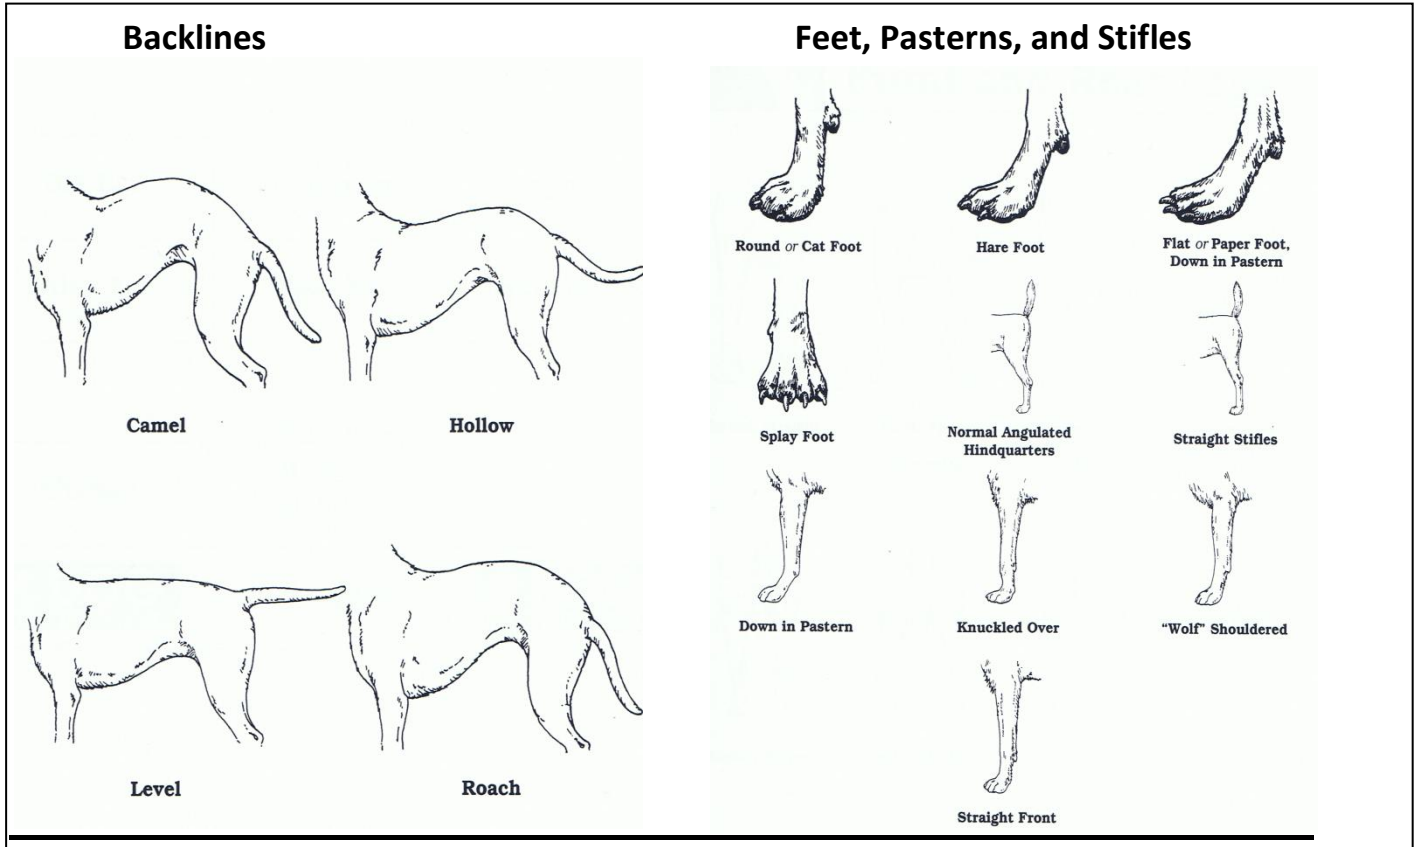 Backlines
Camel
Hollow
Level
Roach
Feet, Pasterns, and Stifles
Round or Cat Foot
Hare Foot
Flat or Paper Foot,
Down in Pastern
Splay Foot
Normal Angulated
Hindquarters
Straight Stifles
Down in Pastern
Knuckled Over
“Wolf” Shouldered
Straight Front